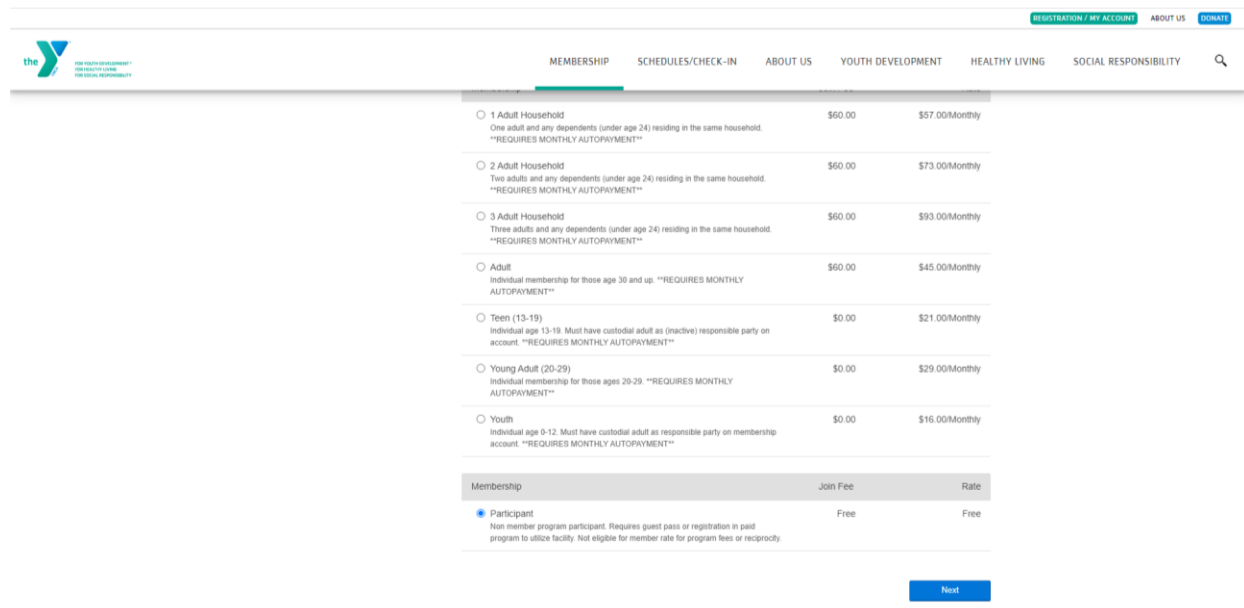 REGISTRATION / MY ACCOUNT ABOUT US DONATE
the Y
FOR YOUTH DEVELOPMENT®
FOR HEALTHY LIVING
FOR SOCIAL RESPONSIBILITY
MEMBERSHIP SCHEDULES/CHECK-IN ABOUT US YOUTH DEVELOPMENT HEALTHY LIVING SOCIAL RESPONSIBILITY
1 Adult Household $60.00 $57.00/Monthly
One adult and any dependents (under age 24) residing in the same household.
**REQUIRES MONTHLY AUTOPAYMENT**
2 Adult Household $60.00 $73.00/Monthly
Two adults and any dependents (under age 24) residing in the same household.
**REQUIRES MONTHLY AUTOPAYMENT**
3 Adult Household $60.00 $93.00/Monthly
Three adults and any dependents (under age 24) residing in the same household.
**REQUIRES MONTHLY AUTOPAYMENT**
Adult $60.00 $45.00/Monthly
Individual membership for those age 30 and up. **REQUIRES MONTHLY
AUTOPAYMENT**
Teen (13-19) $0.00 $21.00/Monthly
Individual age 13-19. Must have custodial adult as (inactive) responsible party on
account. **REQUIRES MONTHLY AUTOPAYMENT**
Young Adult (20-29) $0.00 $29.00/Monthly
Individual membership for those ages 20-29. **REQUIRES MONTHLY
AUTOPAYMENT**
Youth $0.00 $16.00/Monthly
Individual age 0-12. Must have custodial adult as responsible party on membership
account. **REQUIRES MONTHLY AUTOPAYMENT**
Membership Join Fee Rate
Participant Free Free
Non member program participant. Requires guest pass or registration in paid
program to utilize facility. Not eligible for member rate for program fees or reciprocity.
Next